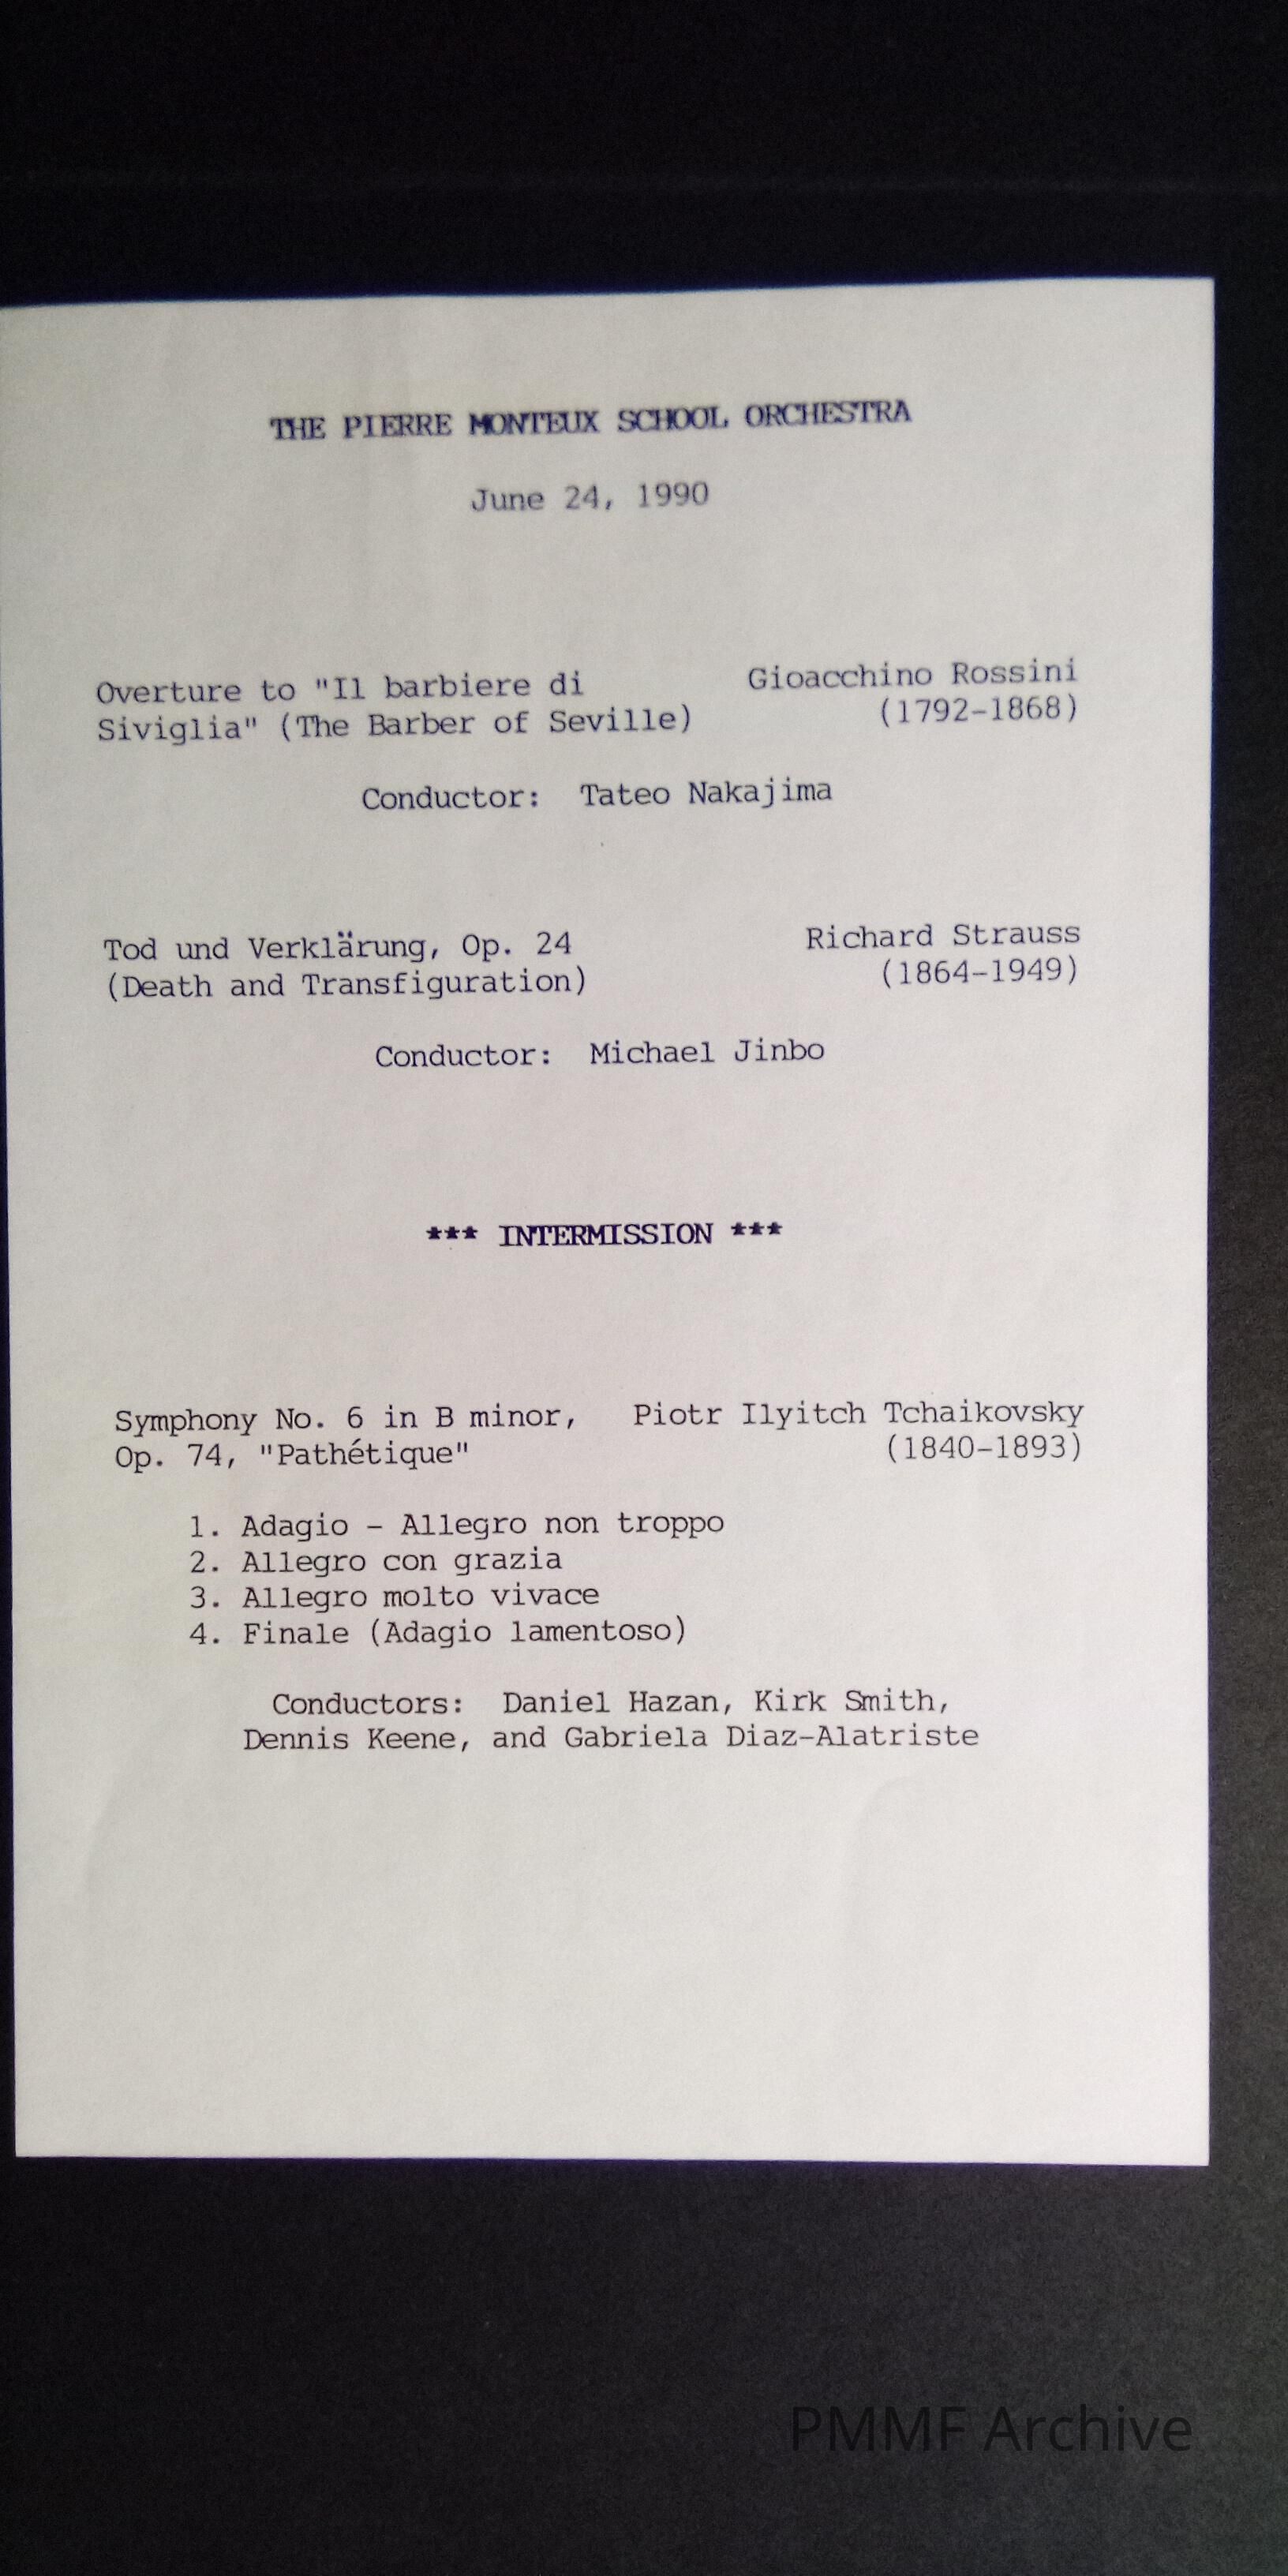 THE PIERRE MONTEUX SCHOOL ORCHESTRA
June 24, 1990
Overture to "Il barbiere di Gioacchino Rossini
Siviglia" (The Barber of Seville) (1792-1868)
Conductor: Tateo Nakajima
Tod und Verklärung, Op. 24 Richard Strauss
(Death and Transfiguration) (1864-1949)
Conductor: Michael Jinbo
*** INTERMISSION ***
Symphony No. 6 in B minor, Piotr Ilyitch Tchaikovsky
Op. 74, "Pathétique" (1840-1893)
1. Adagio - Allegro non troppo
2. Allegro con grazia
3. Allegro molto vivace
4. Finale (Adagio lamentoso)
Conductors: Daniel Hazan, Kirk Smith,
Dennis Keene, and Gabriela Diaz-Alatriste
PMMF Archive